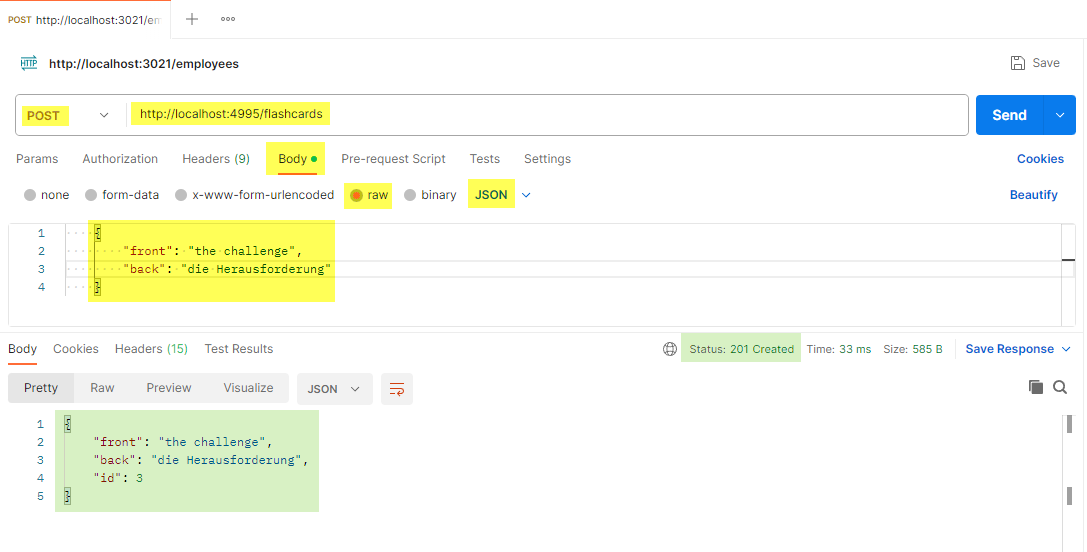 POST http://localhost:3021/em
HTTP http://localhost:3021/employees Save
POST http://localhost:4995/flashcards Send
Params Authorization Headers (9) Body Pre-request Script Tests Settings Cookies
none form-data x-www-form-urlencoded raw binary JSON Beautify
1 {
2 "front": "the challenge",
3 "back": "die Herausforderung"
4 }
Body Cookies Headers (15) Test Results Status: 201 Created Time: 33 ms Size: 585 B Save Response
Pretty Raw Preview Visualize JSON
1 {
2 "front": "the challenge",
3 "back": "die Herausforderung",
4 "id": 3
5 }